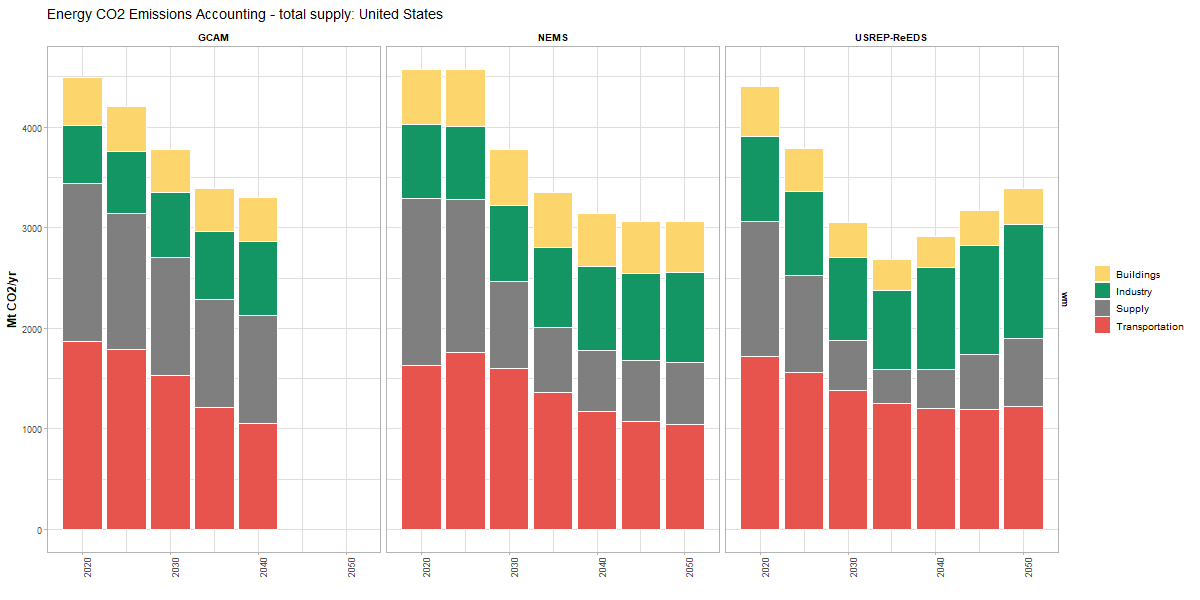 Energy CO2 Emissions Accounting - total supply: United States
GCAM
NEMS
USREP-ReEDS
Mt CO2/yr
4000
3000
2000
1000
0
2020
2030
2040
2050
2020
2030
2040
2050
2020
2030
2040
2050
wm
Buildings
Industry
Supply
Transportation